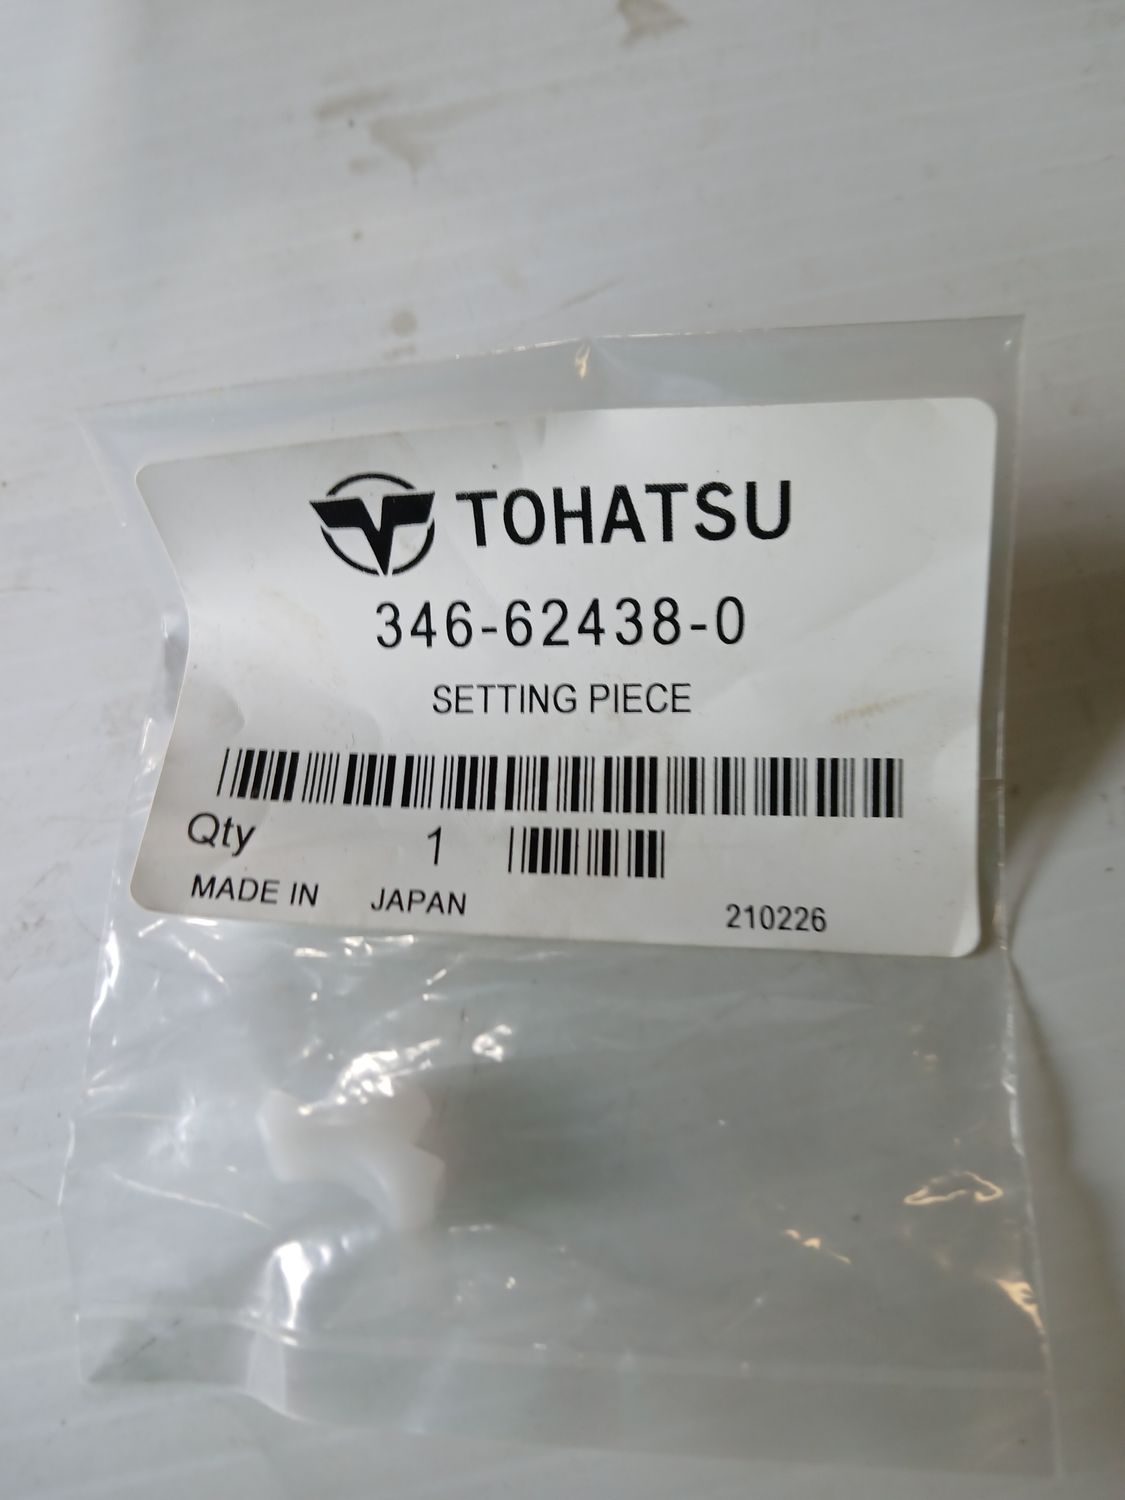 TOHATSU
346-62438-0
SETTING PIECE
Qty 1
MADE IN JAPAN 210226